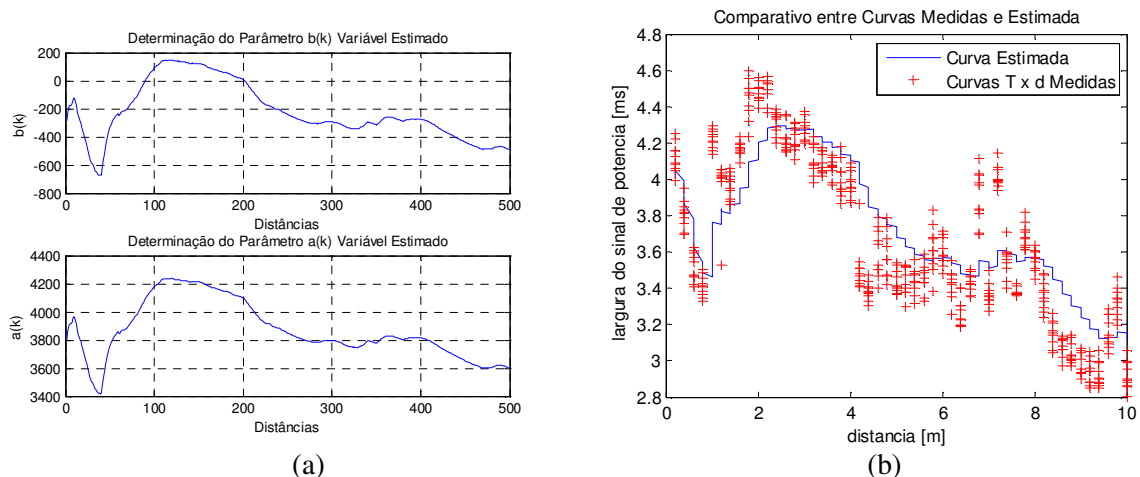 Determinação do Parâmetro b(k) Variável Estimado
200
0
-200
-400
-600
-800
b(k)
0 100 200 300 400 500
Distâncias
Determinação do Parâmetro a(k) Variável Estimado
4400
4200
4000
3800
3600
3400
a(k)
0 100 200 300 400 500
Distâncias
(a)
Comparativo entre Curvas Medidas e Estimada
Curva Estimada
Curvas T x d Medidas
4.8
4.6
4.4
4.2
4
3.8
3.6
3.4
3.2
3
2.8
largura do sinal de potencia [ms]
0 2 4 6 8 10
distancia [m]
(b)